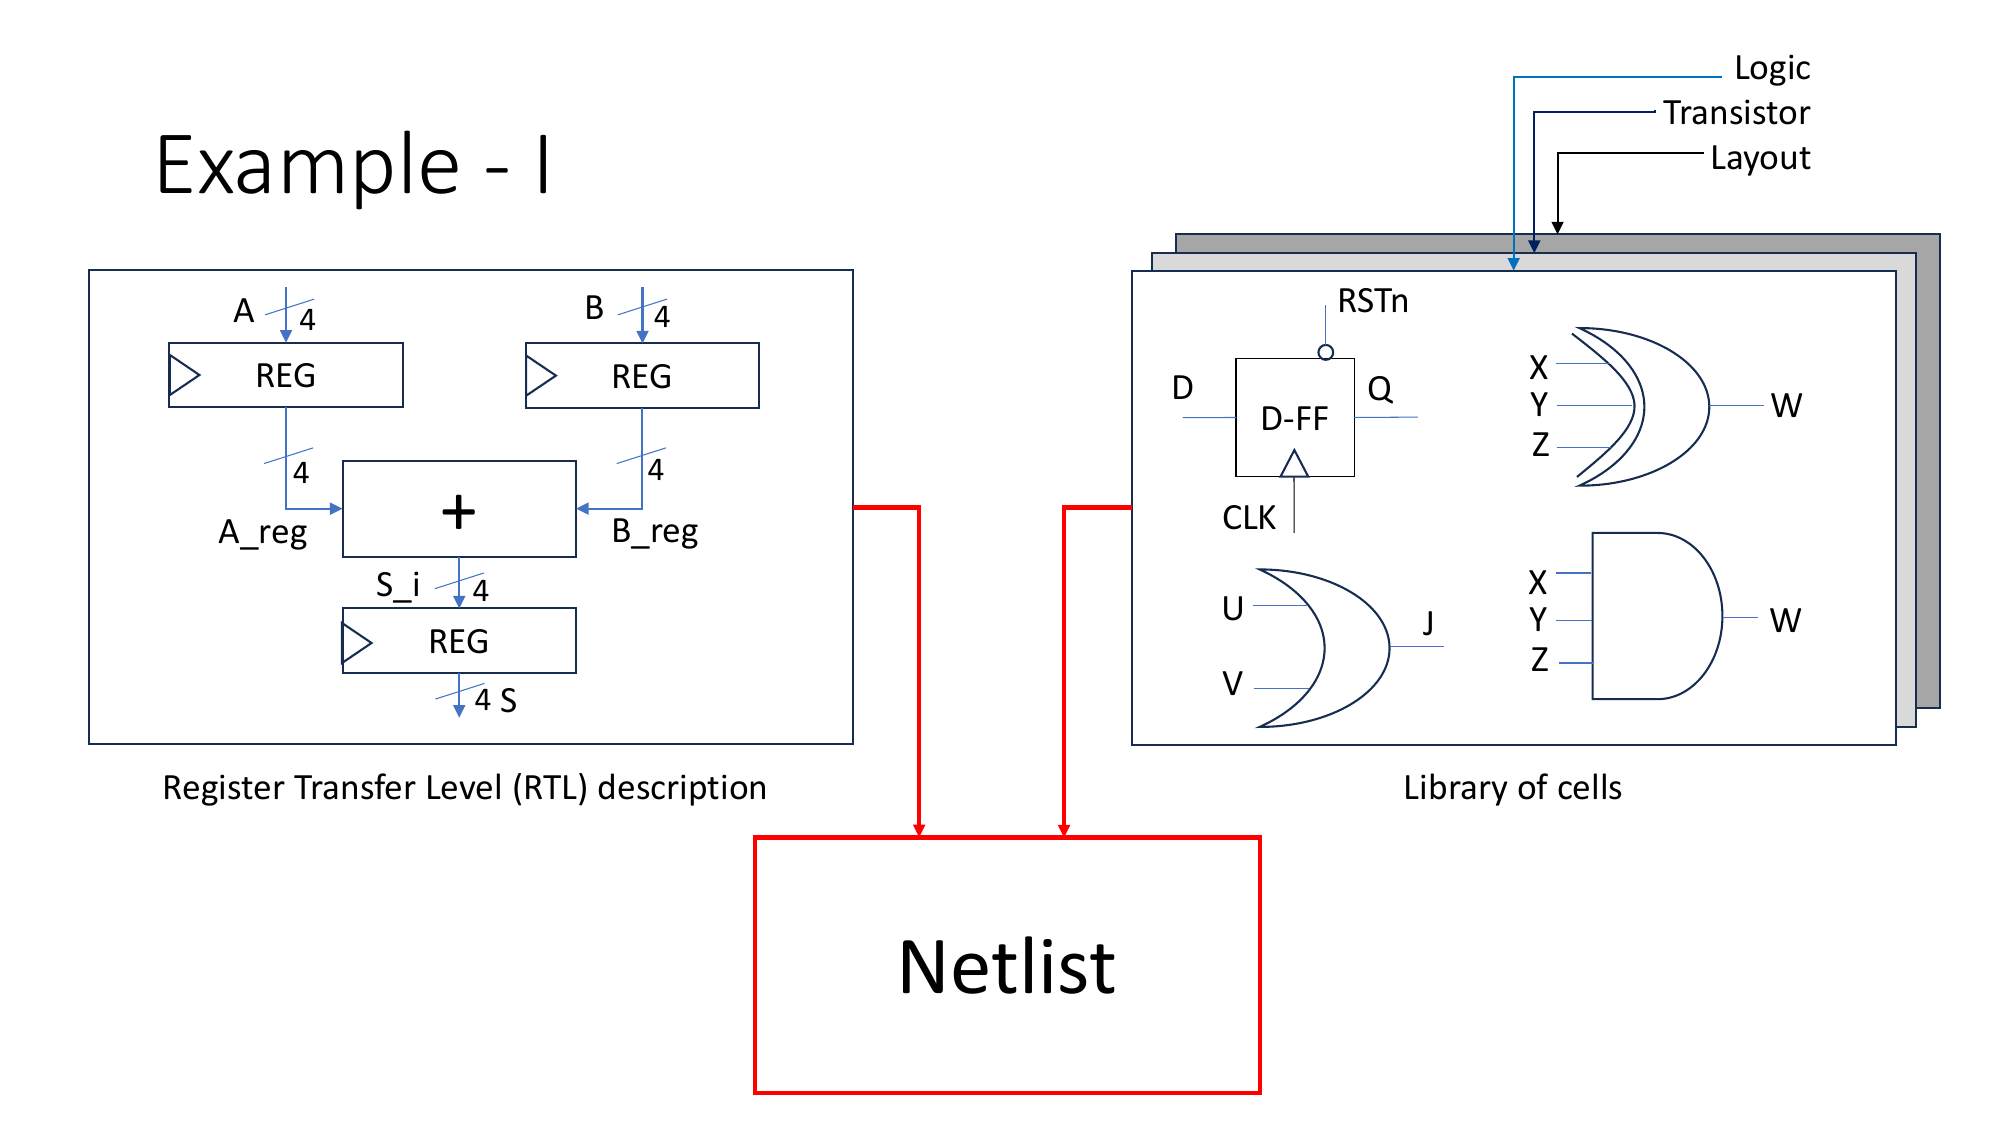 Example - I
Logic
Transistor
Layout
A
4
B
4
REG
REG
4
4
A_reg
+
B_reg
S_i
4
REG
4 S
Register Transfer Level (RTL) description
RSTn
D
D-FF
Q
CLK
X
Y
Z
W
U
V
J
X
Y
Z
W
Library of cells
Netlist